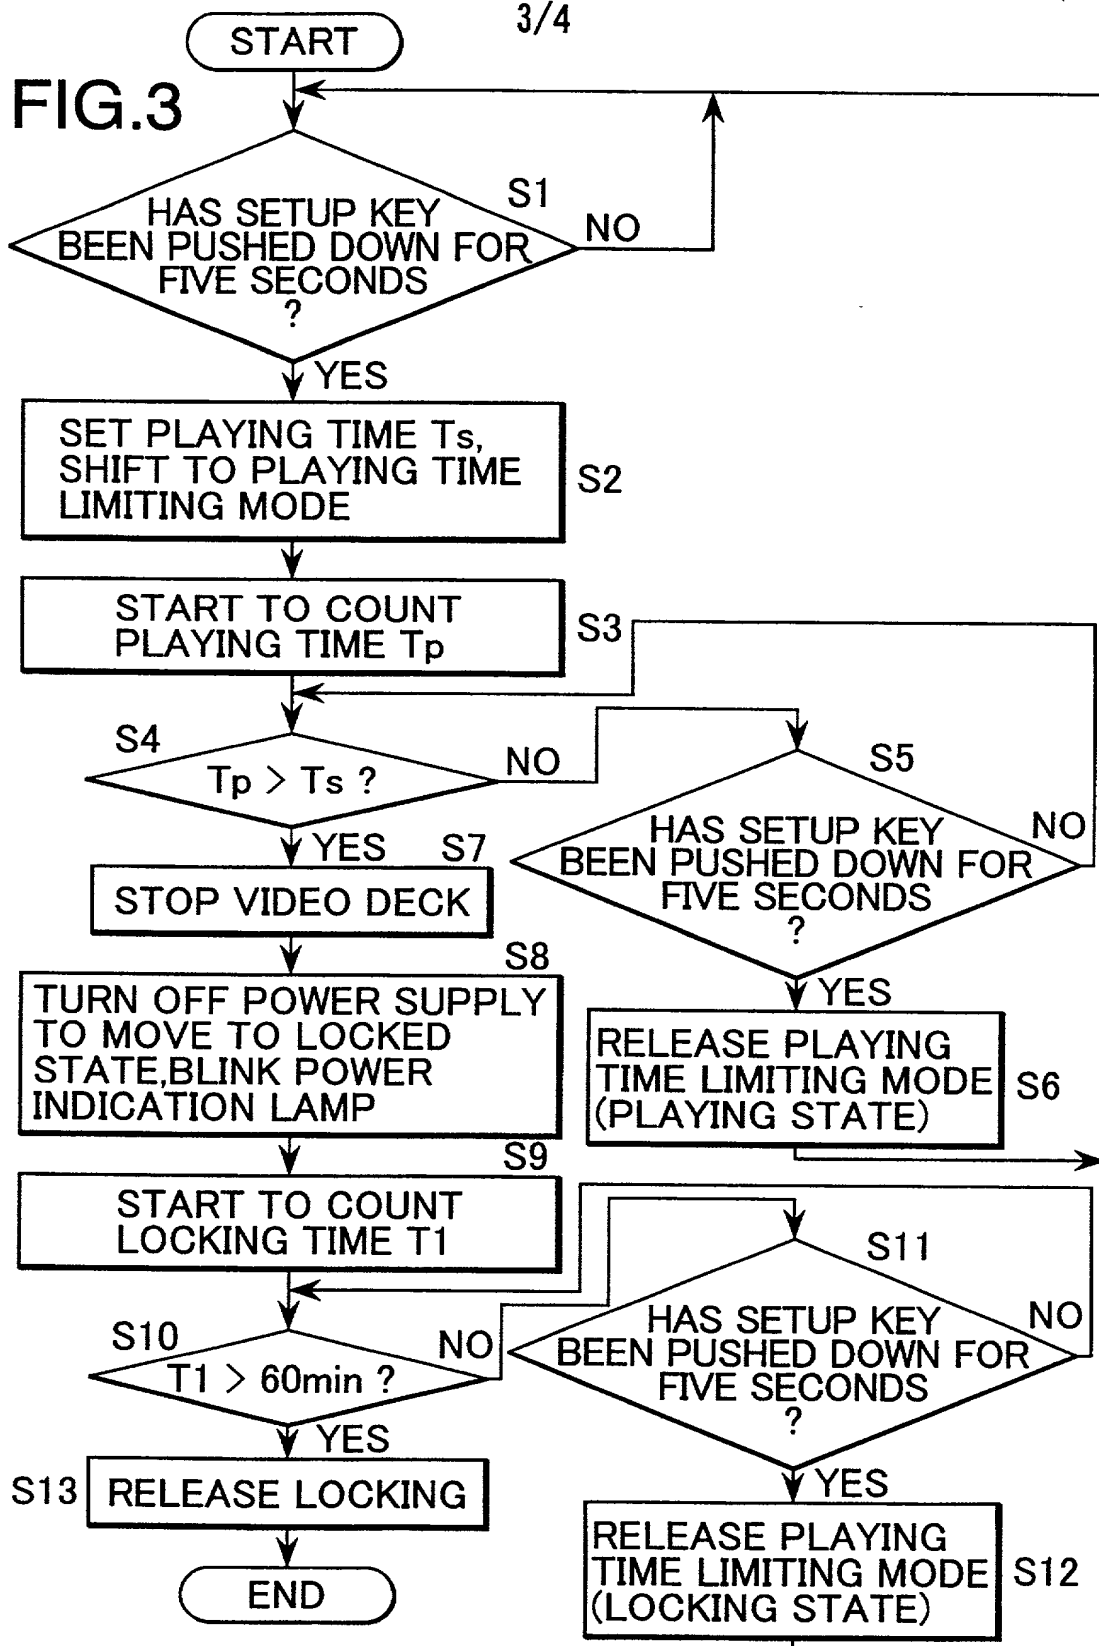 3/4
START
FIG.3
S1
HAS SETUP KEY
BEEN PUSHED DOWN FOR
FIVE SECONDS
?
NO
YES
SET PLAYING TIME Ts,
SHIFT TO PLAYING TIME
LIMITING MODE
S2
START TO COUNT
PLAYING TIME Tp
S3
S4
Tp > Ts ?
NO
S5
HAS SETUP KEY
BEEN PUSHED DOWN FOR
FIVE SECONDS
?
NO
YES
S7
STOP VIDEO DECK
YES
RELEASE PLAYING
TIME LIMITING MODE
(PLAYING STATE)
S6
S8
TURN OFF POWER SUPPLY
TO MOVE TO LOCKED
STATE,BLINK POWER
INDICATION LAMP
S9
START TO COUNT
LOCKING TIME T1
S10
T1 > 60min ?
NO
S11
HAS SETUP KEY
BEEN PUSHED DOWN FOR
FIVE SECONDS
?
NO
YES
S13
RELEASE LOCKING
END
YES
RELEASE PLAYING
TIME LIMITING MODE
(LOCKING STATE)
S12